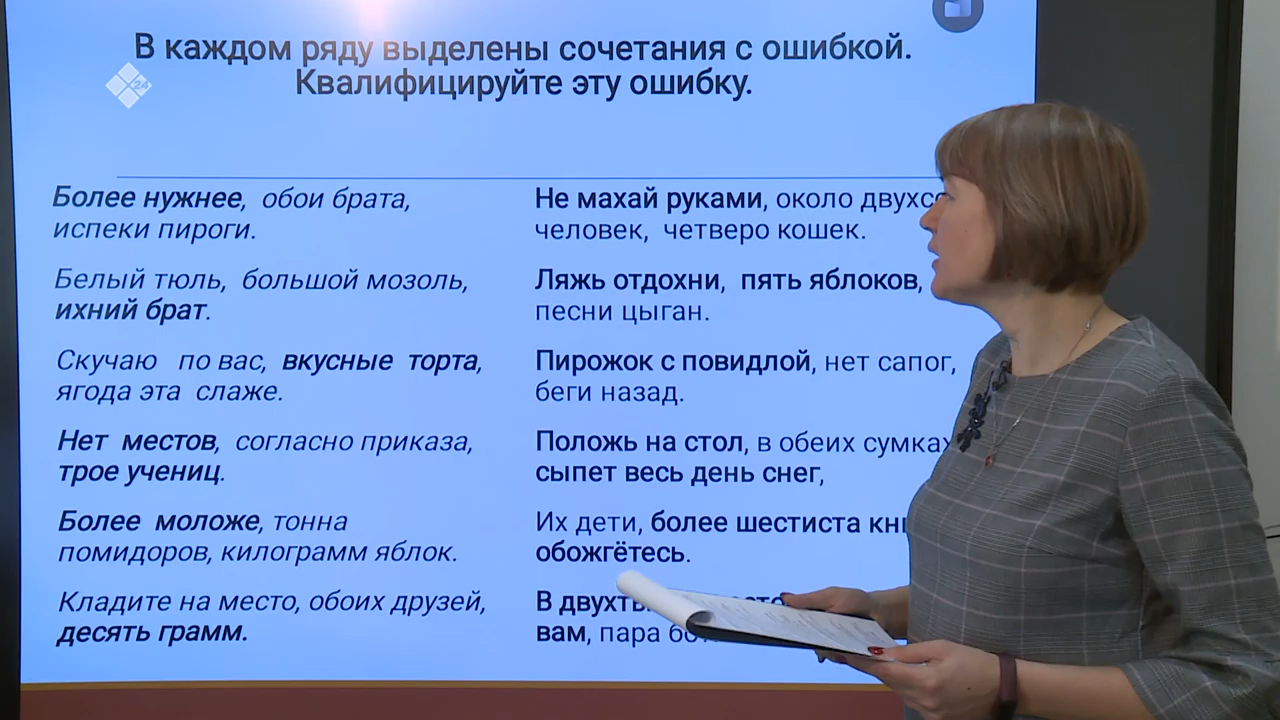 В каждом ряду выделены сочетания с ошибкой.
Квалифицируйте эту ошибку.
24
Более нужнее, обои брата,
испеки пироги.
Белый тюль, большой мозоль,
ихний брат.
Скучаю по вас, вкусные торта,
ягода эта слаже.
Нет местов, согласно приказа,
трое учениц.
Более моложе, тонна
помидоров, килограмм яблок.
Кладите на место, обоих друзей,
десять грамм.
Не махай руками, около
человек, четверо кошек.
Ляжь отдохни, пять яблоков,
песни цыган.
Пирожок с повидлой, нет сапог,
беги назад.
Положь на стол, в обеих сумках
сыпет весь день снег,
Их дети, более шестиста
обожгётесь.
В
вам, пара